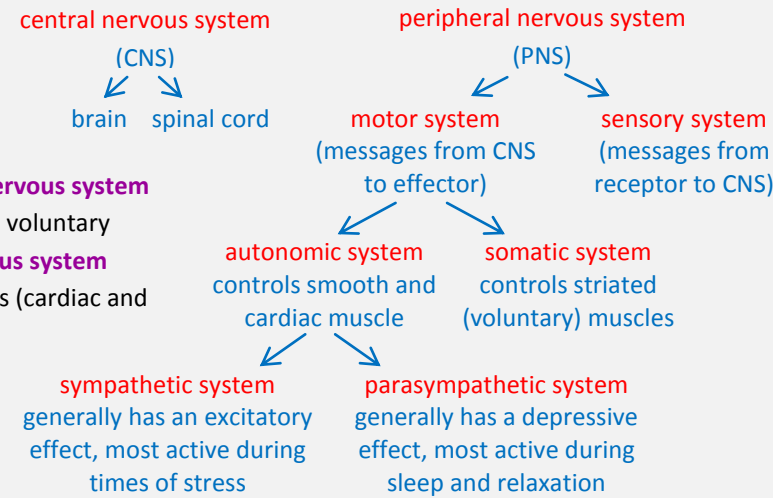 central nervous system
(CNS)
brain spinal cord
peripheral nervous system
(PNS)
motor system
(messages from CNS
to effector)
sensory system
(messages from
receptor to CNS)
nervous system
voluntary
system
(cardiac and
autonomic system
controls smooth and
cardiac muscle
somatic system
controls striated
(voluntary) muscles
sympathetic system
generally has an excitatory
effect, most active during
times of stress
parasympathetic system
generally has a depressive
effect, most active during
sleep and relaxation